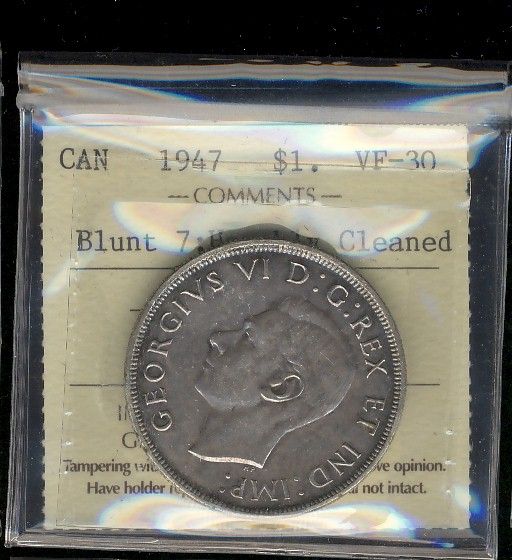 CAN 1947 $1. VF-30
— COMMENTS —
Blunt 7; Cleaned
GEORGIVS VI D:G:REX ET IND:IMP:
Tampering ve opinion.
Have holder not intact.